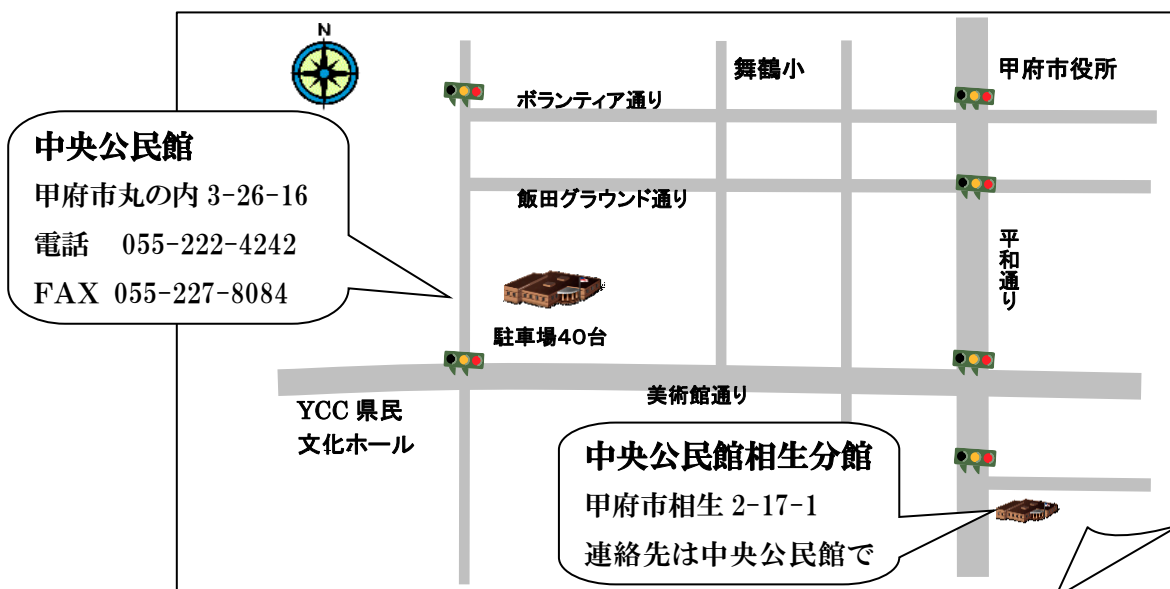 N
舞鶴小
甲府市役所
ボランティア通り
中央公民館
甲府市丸の内 3-26-16
電話 055-222-4242
FAX 055-227-8084
飯田グラウンド通り
平和通り
駐車場40台
美術館通り
YCC 県民
文化ホール
中央公民館相生分館
甲府市相生 2-17-1
連絡先は中央公民館で